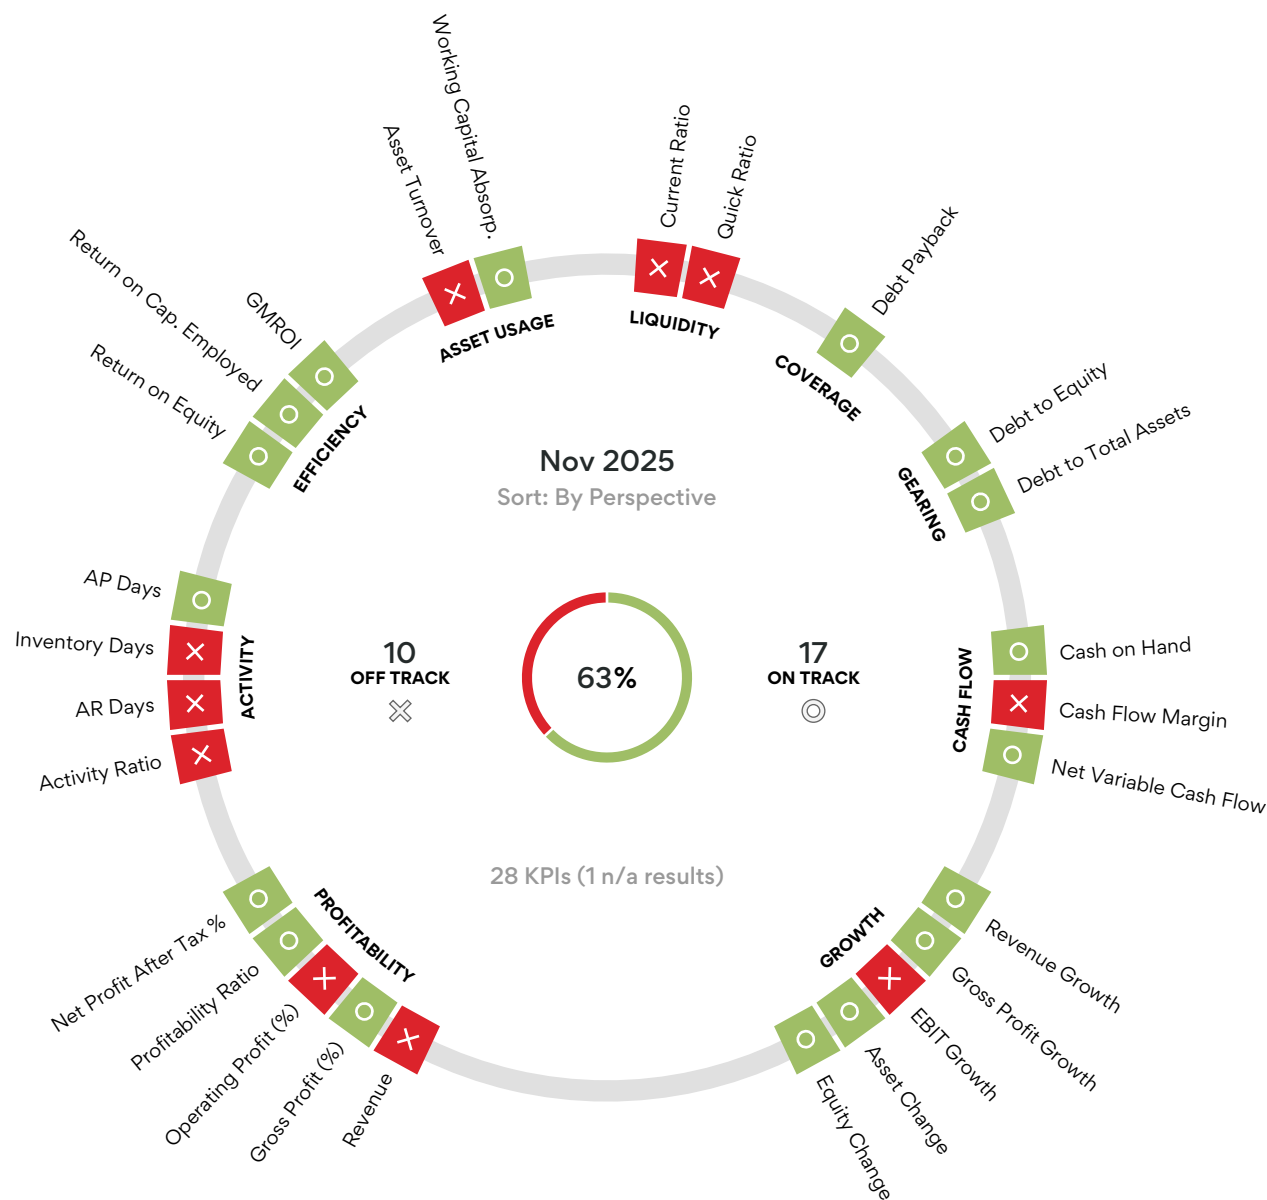 Working Capital Absorp.
Asset Turnover
ASSET USAGE
Current Ratio
Quick Ratio
LIQUIDITY
Debt Payback
COVERAGE
Debt to Equity
Debt to Total Assets
GEARING
Cash on Hand
Cash Flow Margin
Net Variable Cash Flow
CASH FLOW
Revenue Growth
Gross Profit Growth
EBIT Growth
Asset Change
Equity Change
GROWTH
Revenue
Gross Profit (%)
Operating Profit (%)
Profitability Ratio
Net Profit After Tax %
PROFITABILITY
Activity Ratio
AR Days
Inventory Days
AP Days
ACTIVITY
Return on Equity
Return on Cap. Employed
GMROI
EFFICIENCY
Nov 2025
Sort: By Perspective
10
OFF TRACK
63%
17
ON TRACK
28 KPIs (1 n/a results)